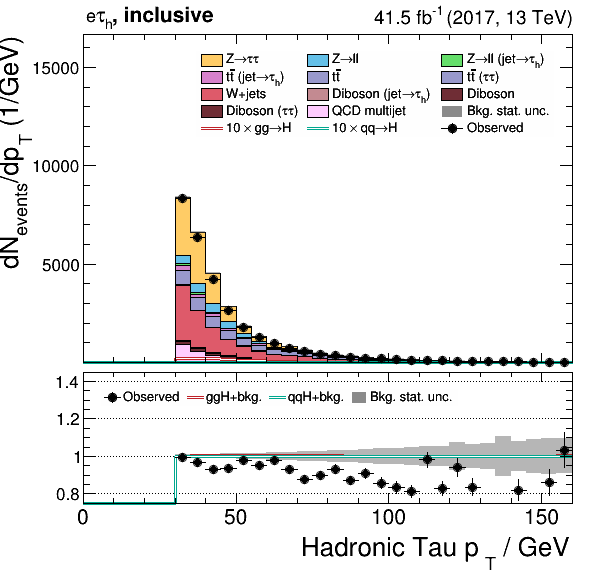 eτh, inclusive 41.5 fb⁻¹ (2017, 13 TeV)
dNevents/dpT (1/GeV)
15000
10000
5000
Z→ττ Z→ll Z→ll (jet→τh)
tt̄ (jet→τh) tt̄ tt̄ (ττ)
W+jets Diboson (jet→τh) Diboson
Diboson (ττ) QCD multijet Bkg. stat. unc.
10 × gg→H 10 × qq→H Observed
1.4
1.2
1
0.8
Observed ggH+bkg. qqH+bkg. Bkg. stat. unc.
0 50 100 150
Hadronic Tau p T / GeV